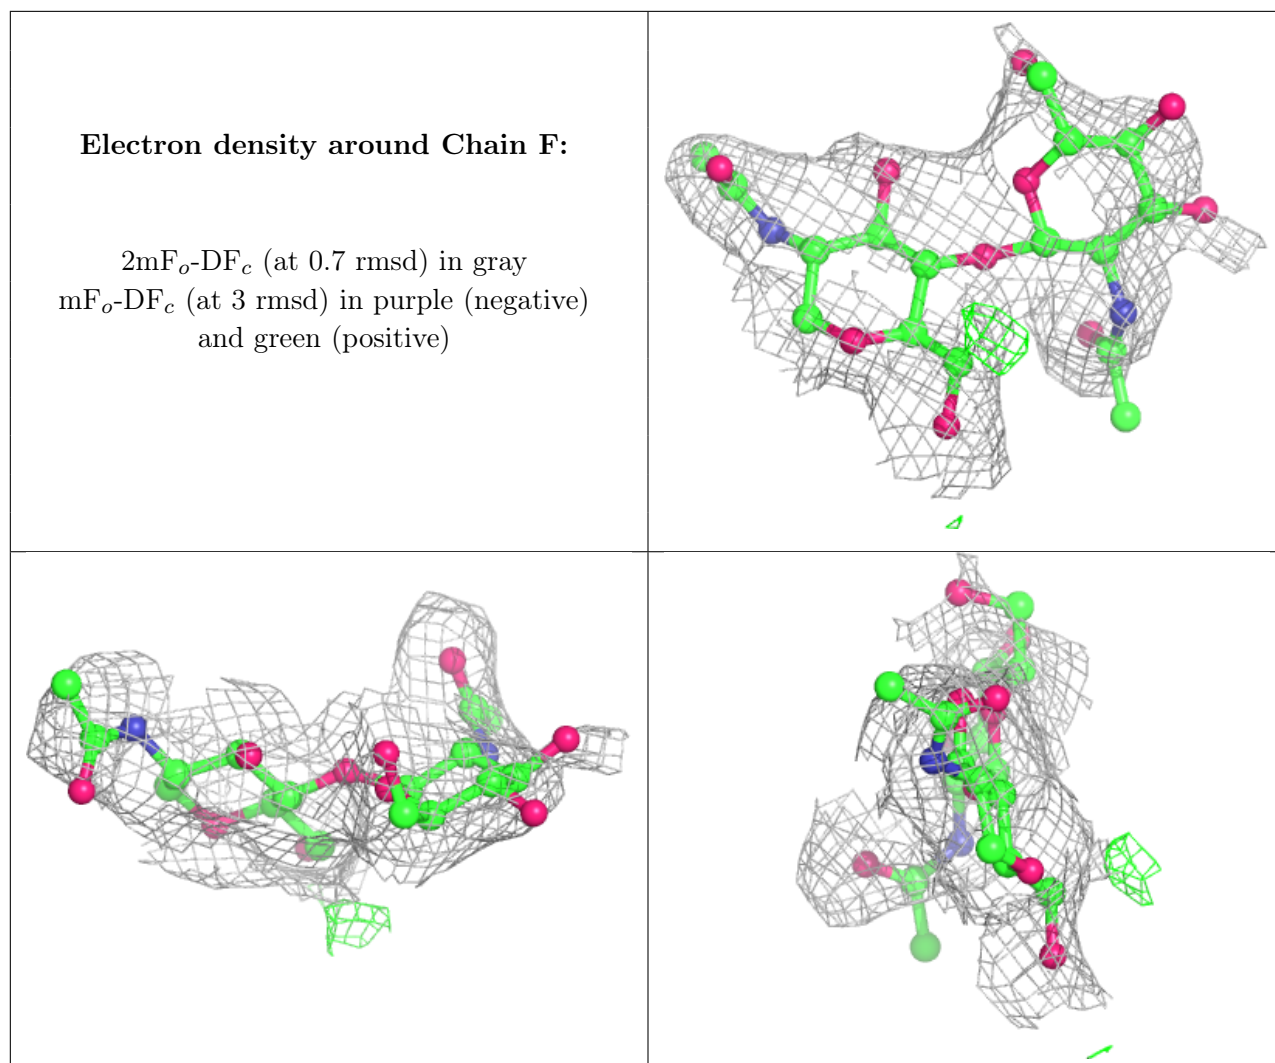 Electron density around Chain F:
2mFₒ-DF𝒸 (at 0.7 rmsd) in gray
mFₒ-DF𝒸 (at 3 rmsd) in purple (negative)
and green (positive)